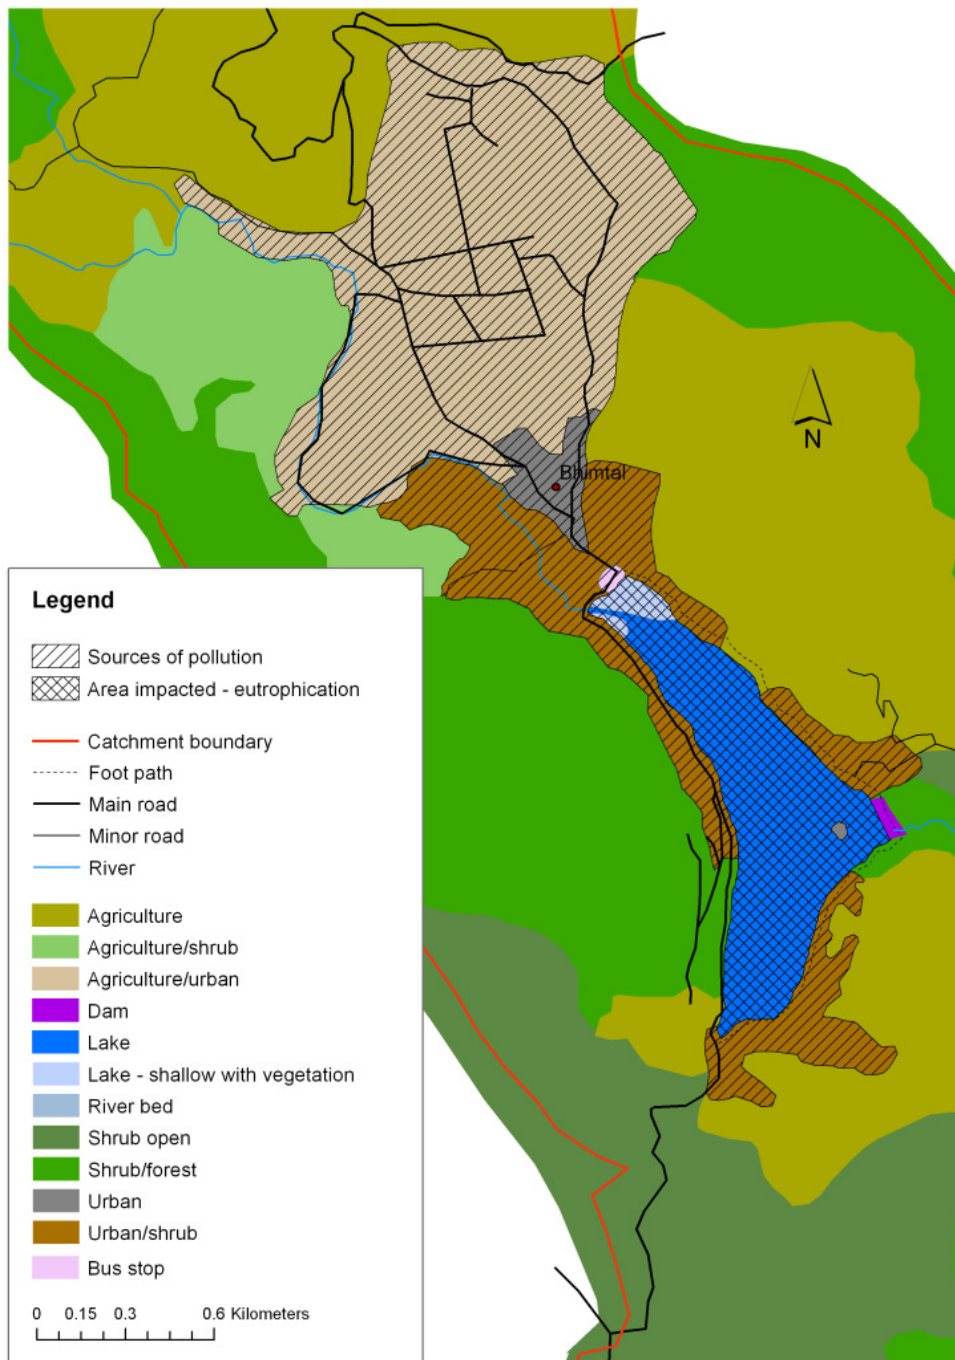 N
Bhimtal
Legend
Sources of pollution
Area impacted - eutrophication
Catchment boundary
Foot path
Main road
Minor road
River
Agriculture
Agriculture/shrub
Agriculture/urban
Dam
Lake
Lake - shallow with vegetation
River bed
Shrub open
Shrub/forest
Urban
Urban/shrub
Bus stop
0 0.15 0.3 0.6 Kilometers